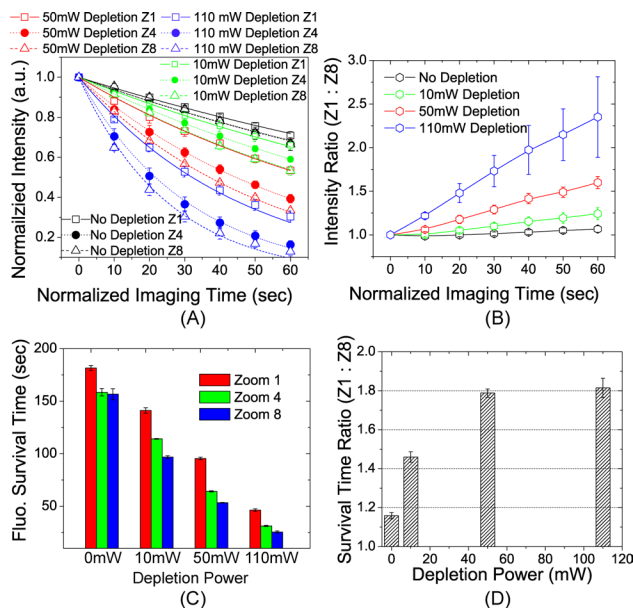 50mW Depletion Z1 110 mW Depletion Z1
50mW Depletion Z4 110 mW Depletion Z4
50mW Depletion Z8 110 mW Depletion Z8
10mW Depletion Z1
10mW Depletion Z4
10mW Depletion Z8
No Depletion Z1
No Depletion Z4
No Depletion Z8
Normalzied Intensity (a.u.)
1.0
0.8
0.6
0.4
0.2
0 10 20 30 40 50 60
Normalized Imaging Time (sec)
(A)
Intensity Ratio (Z1 : Z8)
3.0
2.5
2.0
1.5
1.0
0.5
No Depletion
10mW Depletion
50mW Depletion
110mW Depletion
0 10 20 30 40 50 60
Normalized Imaging Time (sec)
(B)
Fluo. Survival Time (sec)
200
150
100
50
Zoom 1
Zoom 4
Zoom 8
0mW 10mW 50mW 110mW
Depletion Power
(C)
Survival Time Ratio (Z1 : Z8)
2.0
1.8
1.6
1.4
1.2
1.0
0 20 40 60 80 100 120
Depletion Power (mW)
(D)